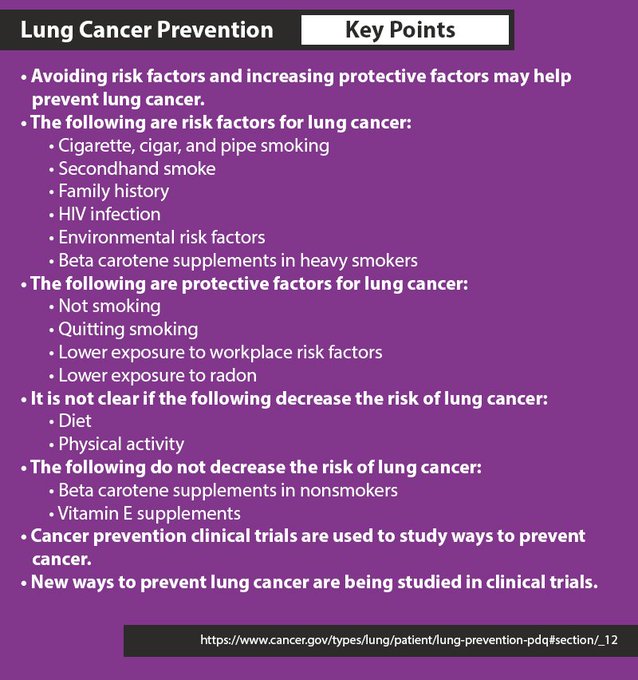 Lung Cancer Prevention Key Points
• Avoiding risk factors and increasing protective factors may help
prevent lung cancer.
• The following are risk factors for lung cancer:
• Cigarette, cigar, and pipe smoking
• Secondhand smoke
• Family history
• HIV infection
• Environmental risk factors
• Beta carotene supplements in heavy smokers
• The following are protective factors for lung cancer:
• Not smoking
• Quitting smoking
• Lower exposure to workplace risk factors
• Lower exposure to radon
• It is not clear if the following decrease the risk of lung cancer:
• Diet
• Physical activity
• The following do not decrease the risk of lung cancer:
• Beta carotene supplements in nonsmokers
• Vitamin E supplements
• Cancer prevention clinical trials are used to study ways to prevent
cancer.
• New ways to prevent lung cancer are being studied in clinical trials.
https://www.cancer.gov/types/lung/patient/lung-prevention-pdq#section/_12